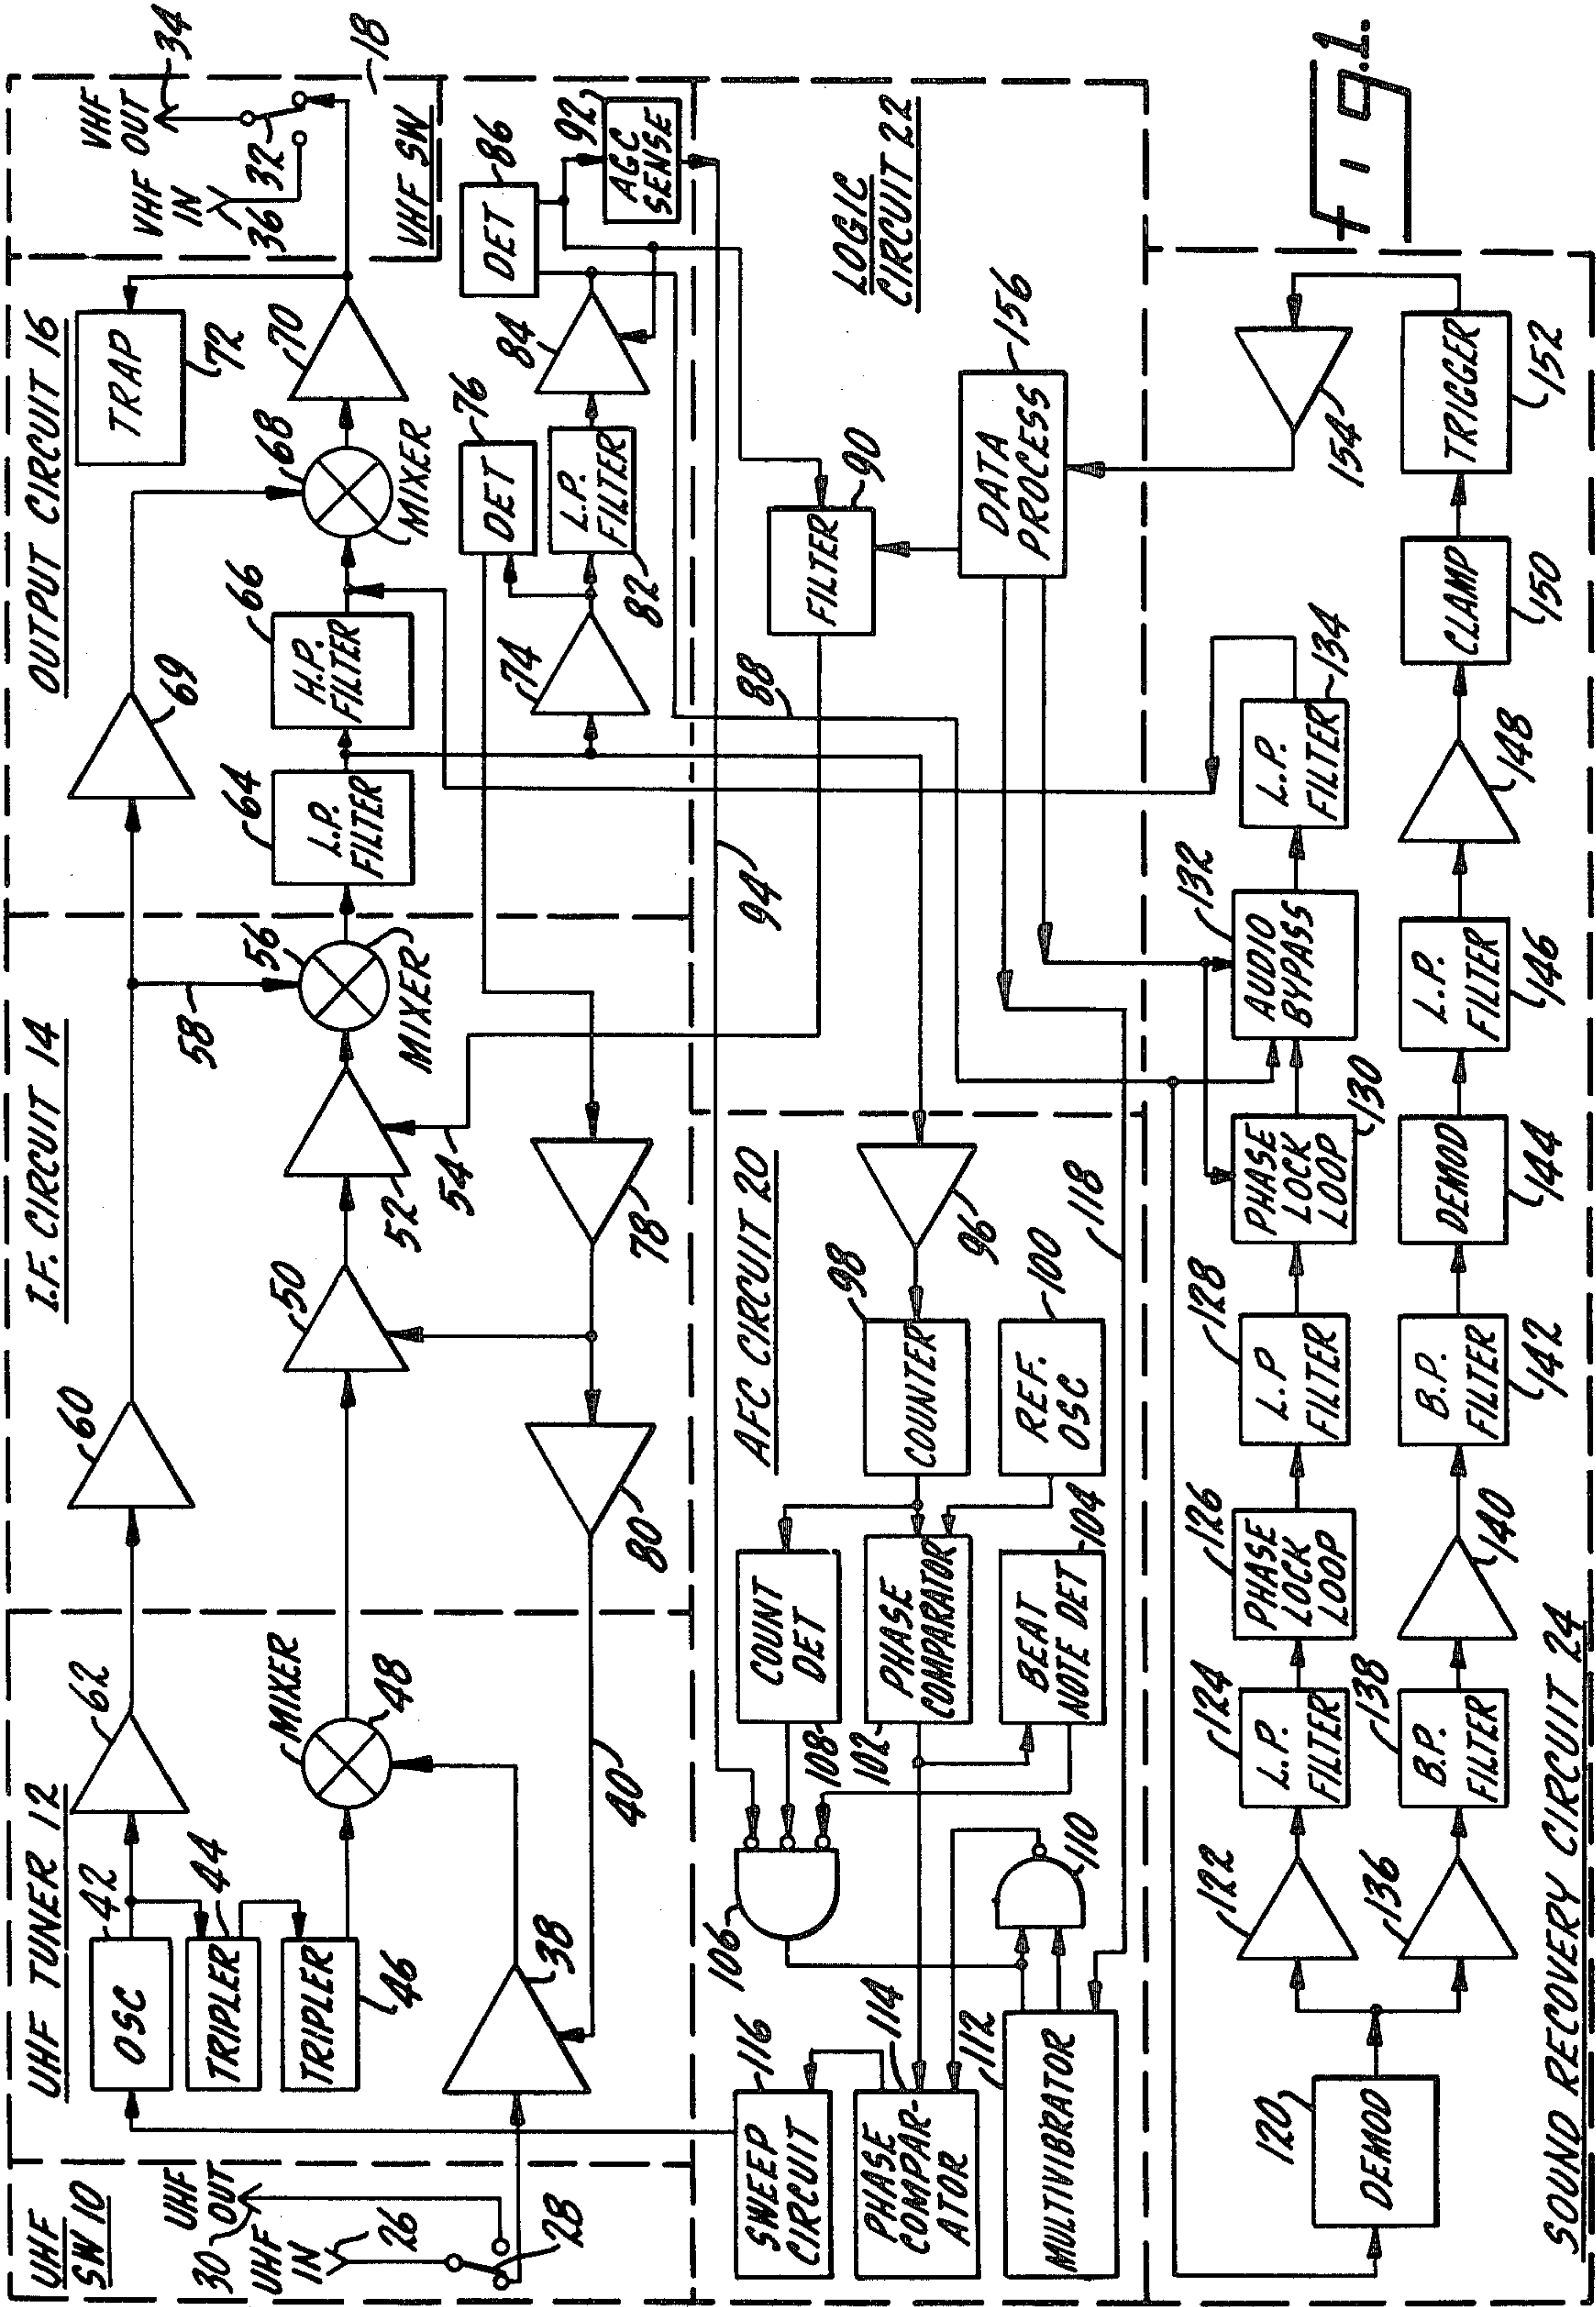 UHF
SW 10
30
UHF
OUT
UHF
IN
26
28
UHF TUNER 12
OSC
42
TRIPLER
44
TRIPLER
46
62
MIXER
48
38
40
I.F. CIRCUIT 14
60
50
52
54
58
56
MIXER
78
80
OUTPUT CIRCUIT 16
69
64
L.P.
FILTER
66
H.P.
FILTER
68
MIXER
70
TRAP
72
74
76
DET
L.P.
FILTER
82
84
DET
86
88
VHF
IN
36
VHF
OUT
34
32
18
VHF SW
AGC
SENSE
92
94
LOGIC
CIRCUIT 22
FILTER
90
DATA
PROCESS
156
AFC CIRCUIT 20
96
98
COUNTER
REF.
OSC
100
COUNT
DET
108
PHASE
COMPARATOR
102
BEAT
NOTE DET
104
106
110
118
SWEEP
CIRCUIT
116
PHASE
COMPAR-
ATOR
114
MULTIVIBRATOR
112
120
DEMOD
122
124
L.P.
FILTER
126
PHASE
LOCK
LOOP
128
L.P
FILTER
PHASE
LOCK
LOOP
130
132
AUDIO
BYPASS
L.P.
FILTER
134
136
138
B.P.
FILTER
140
B.P.
FILTER
142
DEMOD
144
L.P.
FILTER
146
148
CLAMP
150
TRIGGER
152
154
SOUND RECOVERY CIRCUIT 24
Fig.1.